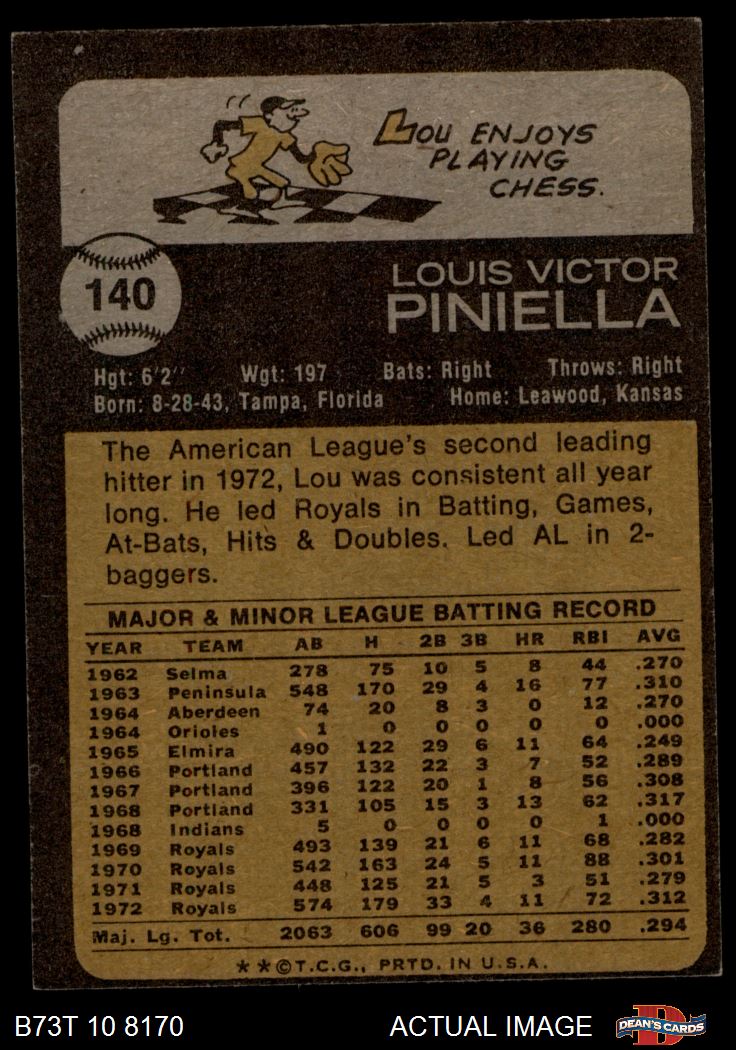 LOU ENJOYS
PLAYING
CHESS.
LOUIS VICTOR
PINIELLA
140
Hgt: 6'2" Wgt: 197 Bats: Right Throws: Right
Born: 8-28-43, Tampa, Florida Home: Leawood, Kansas
The American League's second leading
hitter in 1972, Lou was consistent all year
long. He led Royals in Batting, Games,
At-Bats, Hits & Doubles. Led AL in 2-
baggers.
MAJOR & MINOR LEAGUE BATTING RECORD
YEAR TEAM AB H 2B 3B HR RBI AVG
1962 Selma 278 75 10 5 8 44 .270
1963 Peninsula 548 170 29 4 16 77 .310
1964 Aberdeen 74 20 8 3 0 12 .270
1964 Orioles 1 0 0 0 0 0 .000
1965 Elmira 490 122 29 6 11 64 .249
1966 Portland 457 132 22 3 7 52 .289
1967 Portland 396 122 20 1 8 56 .308
1968 Portland 331 105 15 3 13 62 .317
1968 Indians 5 0 0 0 0 1 .000
1969 Royals 493 139 21 6 11 68 .282
1970 Royals 542 163 24 5 11 88 .301
1971 Royals 448 125 21 5 3 51 .279
1972 Royals 574 179 33 4 11 72 .312
Maj. Lg. Tot. 2063 606 99 20 36 280 .294
**©T.C.G., PRTD. IN U.S.A.
B73T 10 8170 ACTUAL IMAGE D DEAN'S CARDS